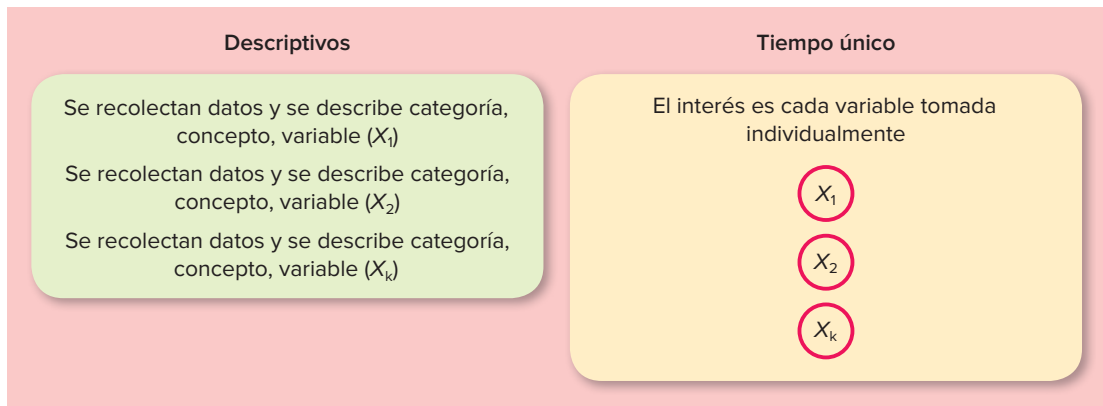 Descriptivos
Se recolectan datos y se describe categoría,
concepto, variable (X₁)
Se recolectan datos y se describe categoría,
concepto, variable (X₂)
Se recolectan datos y se describe categoría,
concepto, variable (Xₖ)
Tiempo único
El interés es cada variable tomada
individualmente
X₁
X₂
Xₖ